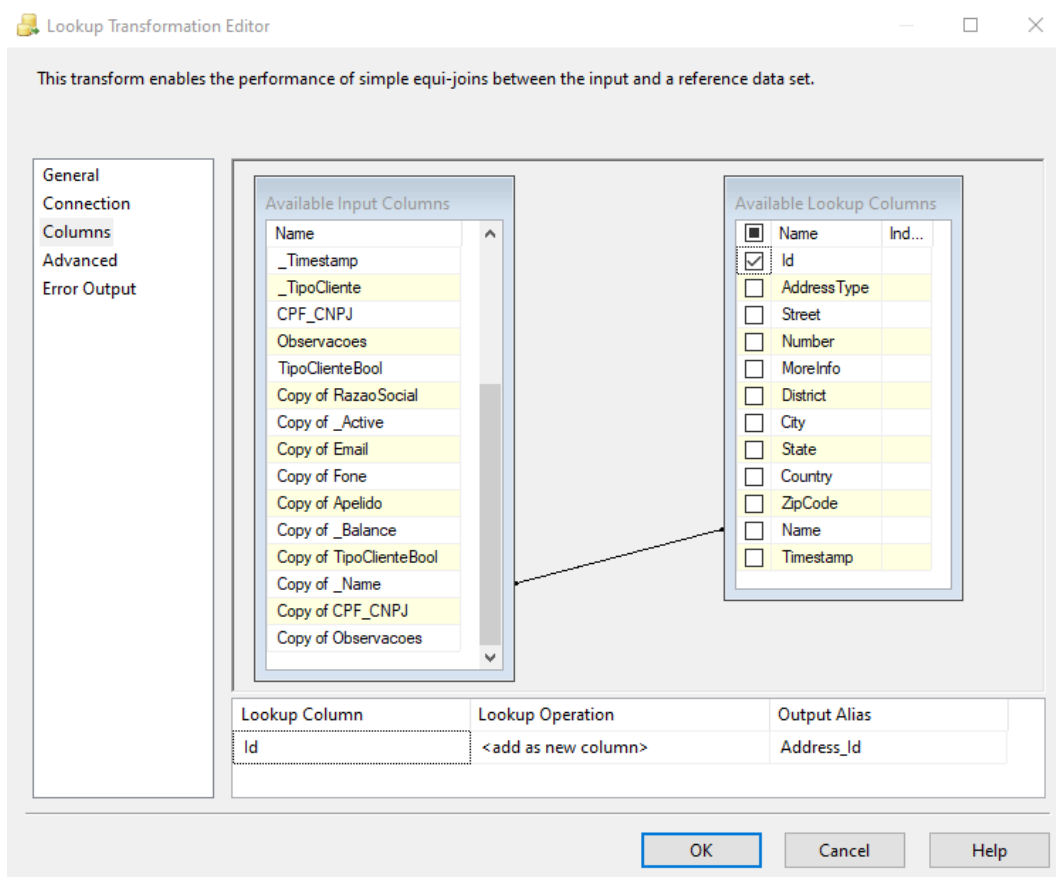 Lookup Transformation Editor
This transform enables the performance of simple equi-joins between the input and a reference data set.
General
Connection
Columns
Advanced
Error Output
Available Input Columns
Name
_Timestamp
_TipoCliente
CPF_CNPJ
Observacoes
TipoClienteBool
Copy of RazaoSocial
Copy of _Active
Copy of Email
Copy of Fone
Copy of Apelido
Copy of _Balance
Copy of TipoClienteBool
Copy of _Name
Copy of CPF_CNPJ
Copy of Observacoes
Available Lookup Columns
Name Ind...
Id
AddressType
Street
Number
MoreInfo
District
City
State
Country
ZipCode
Name
Timestamp
Lookup Column Lookup Operation Output Alias
Id <add as new column> Address_Id
OK Cancel Help